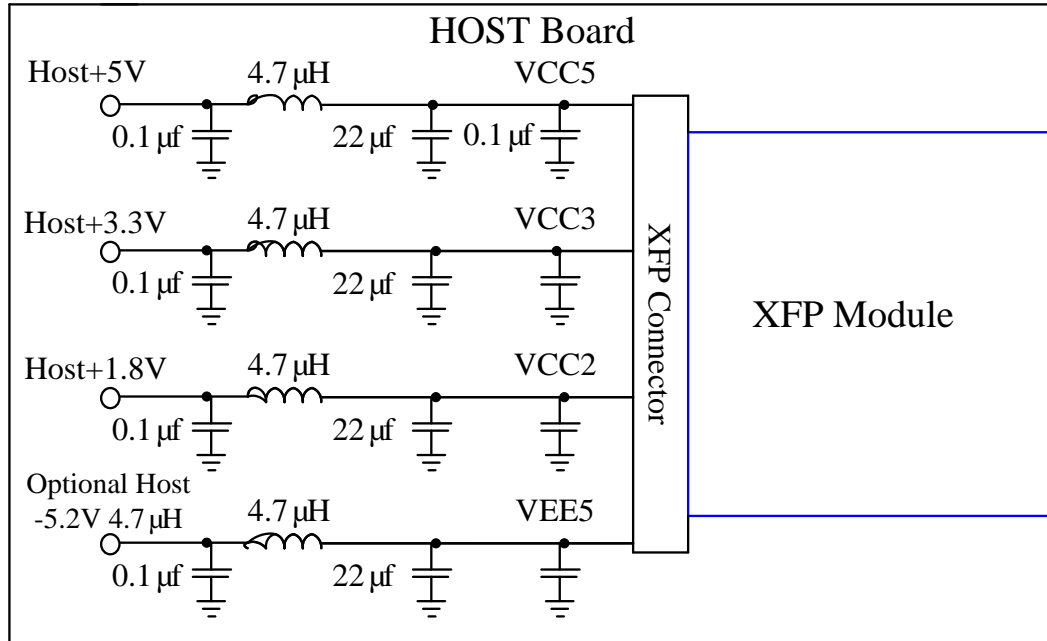 HOST Board
Host+5V
4.7 μH
VCC5
0.1 μf
22 μf
0.1 μf
Host+3.3V
4.7 μH
VCC3
0.1 μf
22 μf
XFP Connector
XFP Module
Host+1.8V
4.7 μH
VCC2
0.1 μf
22 μf
Optional Host
-5.2V 4.7 μH
4.7 μH
VEE5
0.1 μf
22 μf